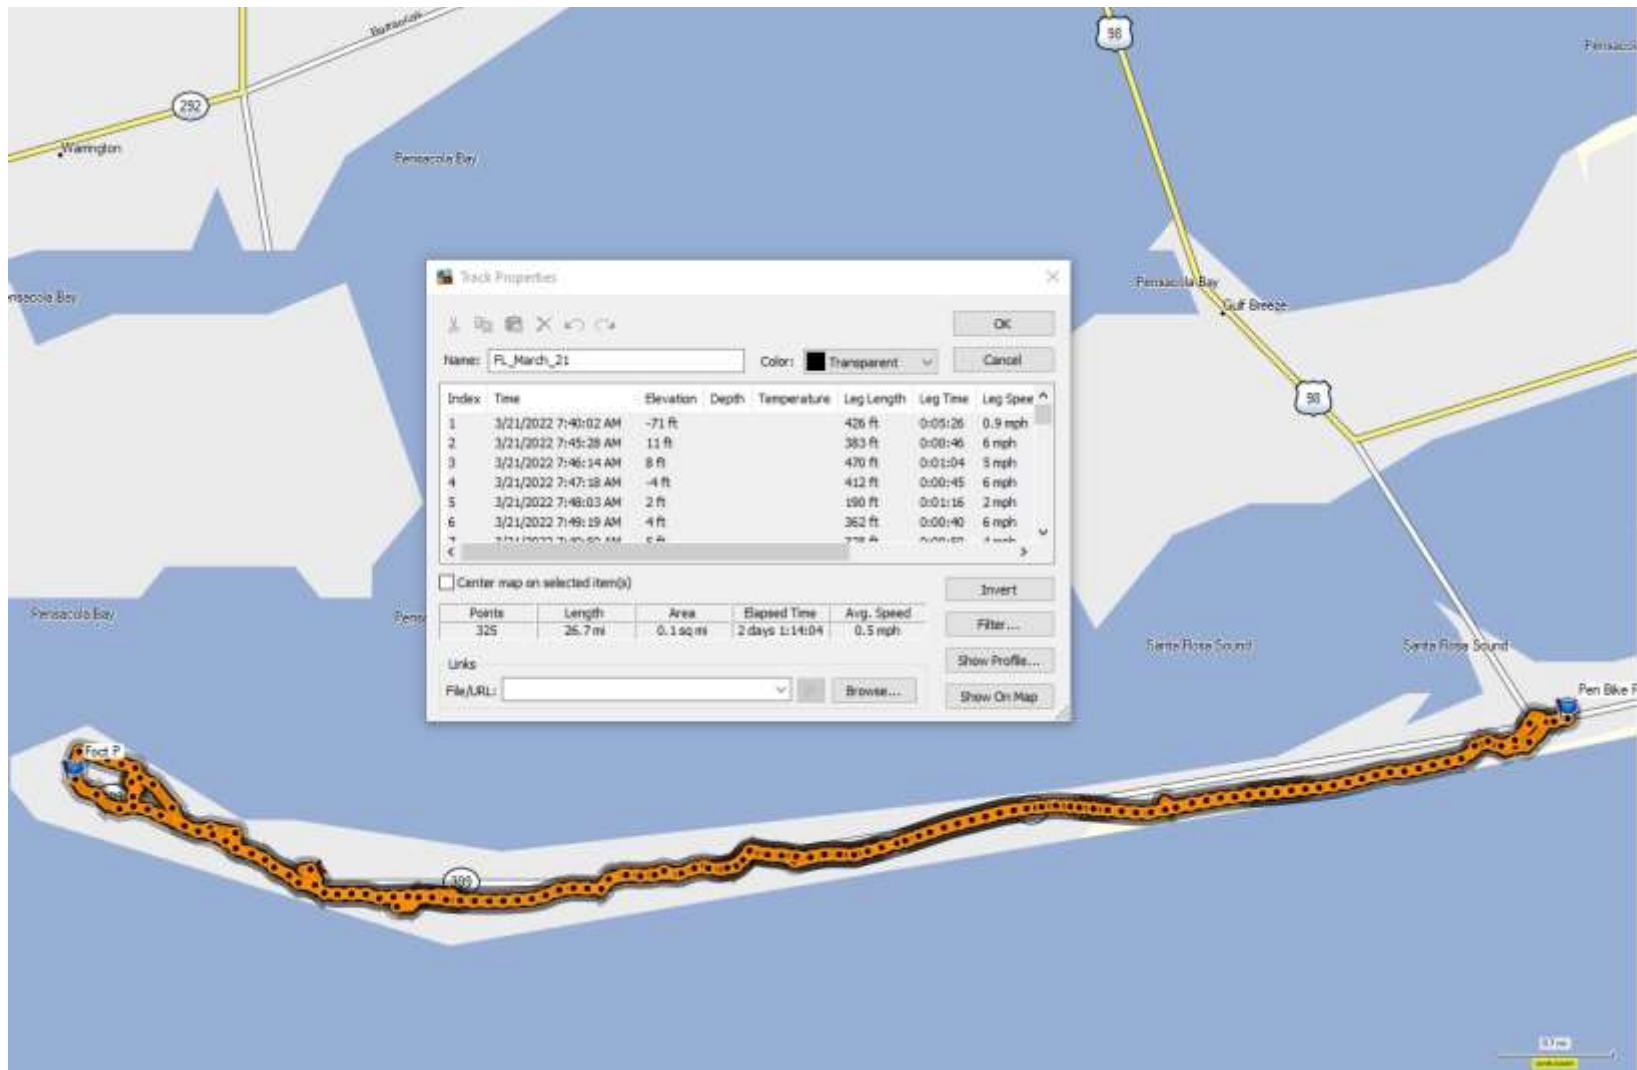 98
Pensacola
Barrancas
292
Warrington
Pensacola Bay
Pensacola Bay
Pensacola Bay
Gulf Breeze
98
Track Properties
OK
Name: FL_March_21 Color: Transparent Cancel
Index Time Elevation Depth Temperature Leg Length Leg Time Leg Spee
1 3/21/2022 7:40:02 AM -71 ft 426 ft 0:05:26 0.9 mph
2 3/21/2022 7:45:28 AM 11 ft 383 ft 0:00:46 6 mph
3 3/21/2022 7:46:14 AM 8 ft 470 ft 0:01:04 5 mph
4 3/21/2022 7:47:18 AM -4 ft 412 ft 0:00:45 6 mph
5 3/21/2022 7:48:03 AM 2 ft 190 ft 0:01:16 2 mph
6 3/21/2022 7:49:19 AM 4 ft 362 ft 0:00:40 6 mph
Center map on selected item(s) Invert
Points Length Area Elapsed Time Avg. Speed
325 26.7 mi 0.1 sq mi 2 days 1:14:04 0.5 mph
Filter...
Links Show Profile...
File/URL: Browse... Show On Map
Pensacola Bay
Santa Rosa Sound Santa Rosa Sound
Pen Bike
Foct P
399